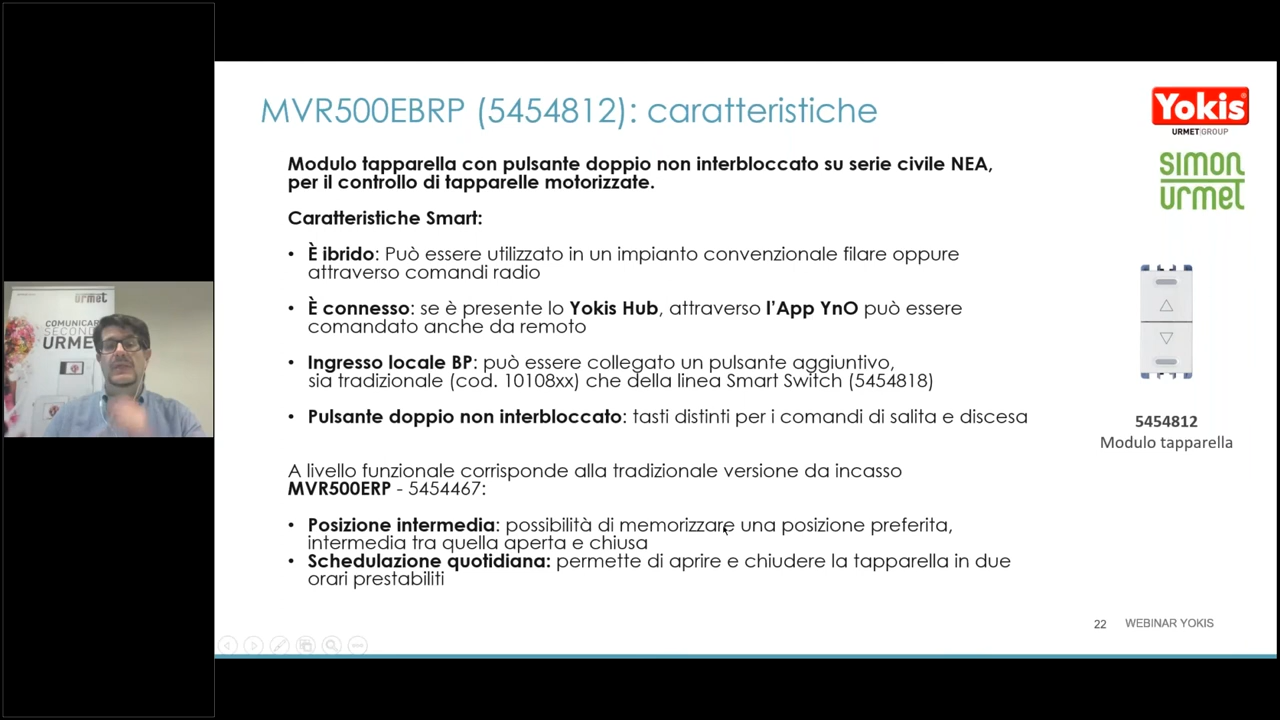 MVR500EBRP (5454812): caratteristiche
Yokis
URMET GROUP
simon
urmet
Modulo tapparella con pulsante doppio non interbloccato su serie civile NEA,
per il controllo di tapparelle motorizzate.
Caratteristiche Smart:
• È ibrido: Può essere utilizzato in un impianto convenzionale filare oppure
attraverso comandi radio
• È connesso: se è presente lo Yokis Hub, attraverso l'App YnO può essere
comandato anche da remoto
• Ingresso locale BP: può essere collegato un pulsante aggiuntivo,
sia tradizionale (cod. 10108xx) che della linea Smart Switch (5454818)
• Pulsante doppio non interbloccato: tasti distinti per i comandi di salita e discesa
5454812
Modulo tapparella
A livello funzionale corrisponde alla tradizionale versione da incasso
MVR500ERP - 5454467:
• Posizione intermedia: possibilità di memorizzare una posizione preferita,
intermedia tra quella aperta e chiusa
• Schedulazione quotidiana: permette di aprire e chiudere la tapparella in due
orari prestabiliti
22 WEBINAR YOKIS
urmet
COMUNICAR
SECOND
URME